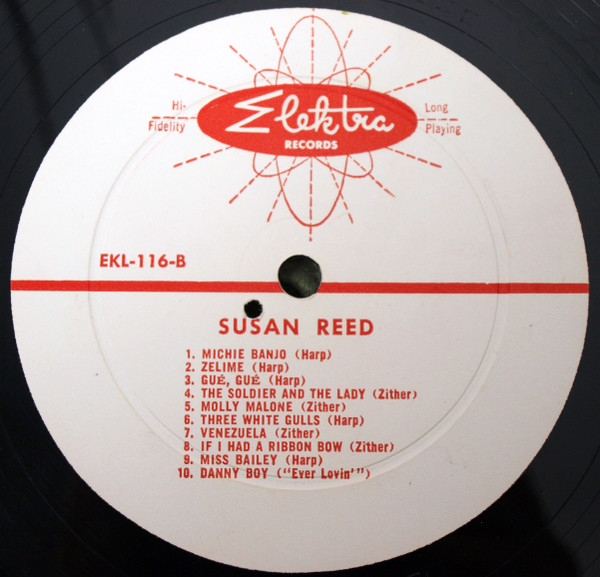 Hi-
Fidelity
Elektra
RECORDS
Long
Playing
EKL-116-B
SUSAN REED
1. MICHIE BANJO (Harp)
2. ZELIME (Harp)
3. GUÉ, GUÉ (Harp)
4. THE SOLDIER AND THE LADY (Zither)
5. MOLLY MALONE (Zither)
6. THREE WHITE GULLS (Harp)
7. VENEZUELA (Zither)
8. IF I HAD A RIBBON BOW (Zither)
9. MISS BAILEY (Harp)
10. DANNY BOY ("Ever Lovin'")